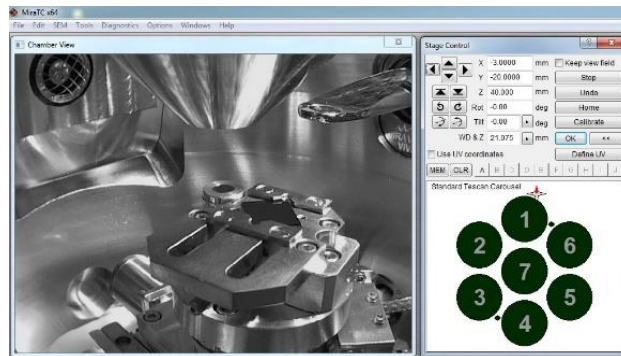 MiraTC x64
File Edit SEM Tools Diagnostics Options Windows Help
Chamber View
Stage Control
X -3.0000 mm Keep view field
Y -20.0000 mm Stop
Z 40.000 mm Undo
Rot -0.00 deg Home
Tilt -0.00 deg Calibrate
WD & Z 21.075 mm OK <<
Use UV coordinates Define UV
MEM CLR A B C D E F G H I J
Standard Tescan Carousel
1
2 6
7
3 5
4